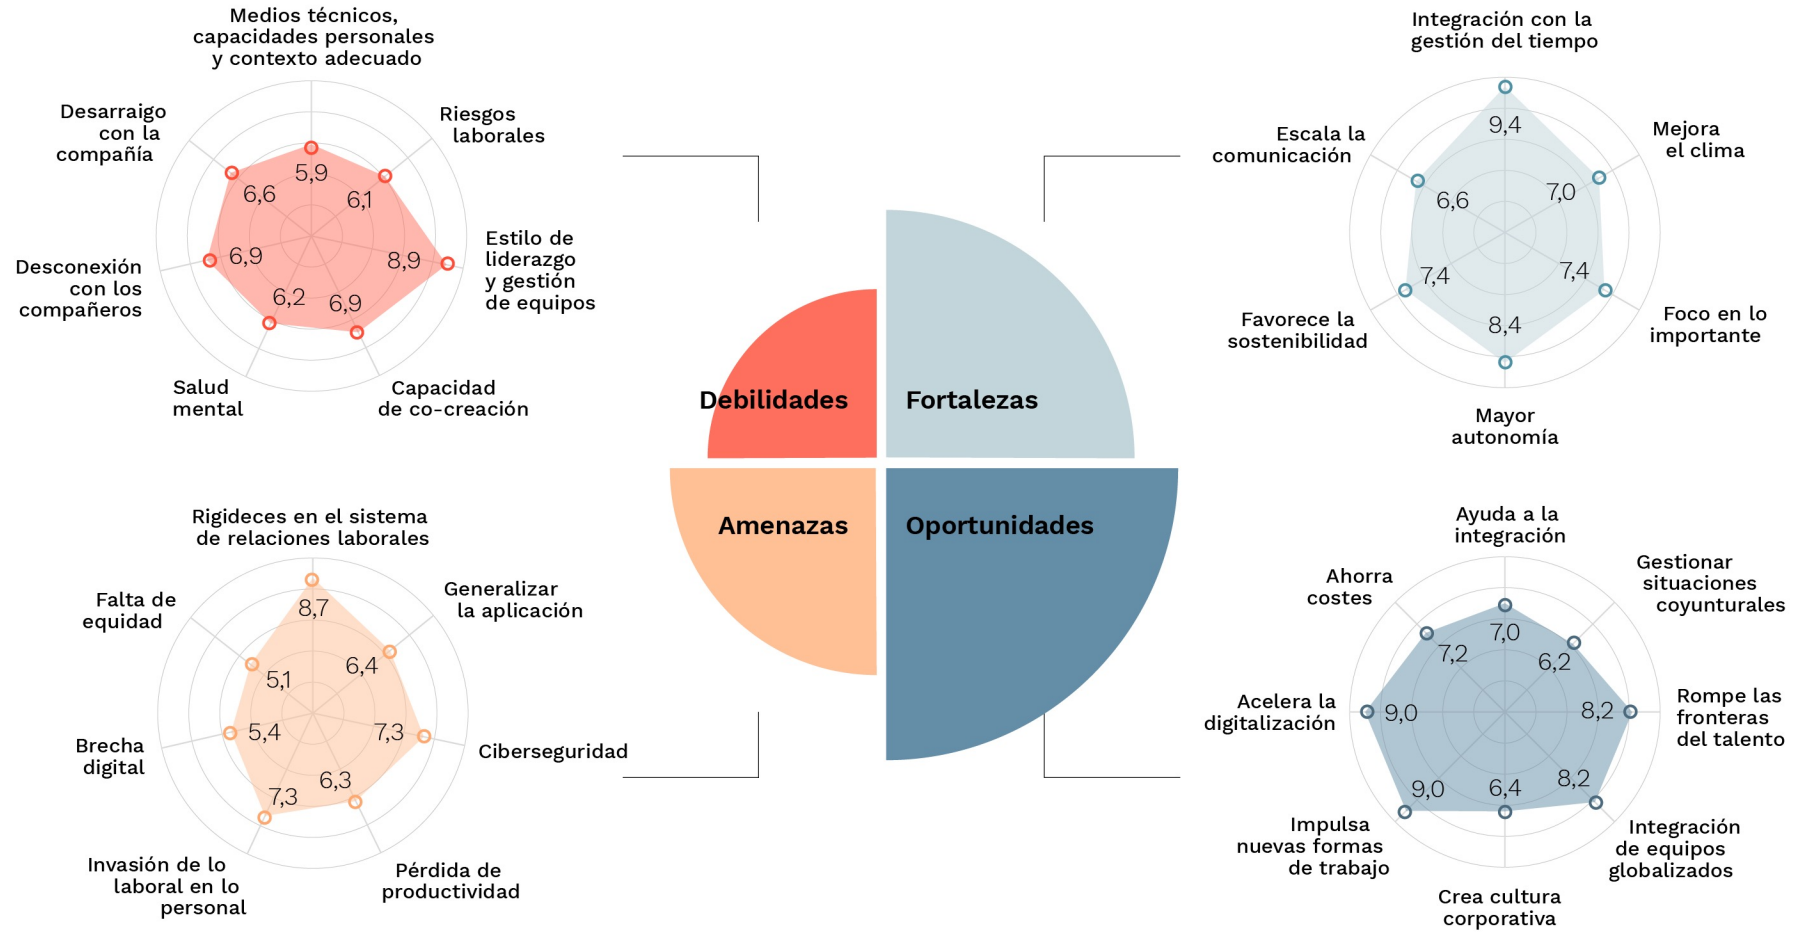 Medios técnicos,
capacidades personales
y contexto adecuado
Riesgos
laborales
Estilo de
liderazgo
y gestión
de equipos
Capacidad
de co-creación
Salud
mental
Desconexión
con los
compañeros
Desarraigo
con la
compañía
5,9
6,1
8,9
6,9
6,2
6,9
6,6
Integración con la
gestión del tiempo
Mejora
el clima
Foco en lo
importante
Mayor
autonomía
Favorece la
sostenibilidad
Escala la
comunicación
9,4
7,0
7,4
8,4
7,4
6,6
Debilidades
Fortalezas
Amenazas
Oportunidades
Rigideces en el sistema
de relaciones laborales
Generalizar
la aplicación
Ciberseguridad
Pérdida de
productividad
Invasión de lo
laboral en lo
personal
Brecha
digital
Falta de
equidad
8,7
6,4
7,3
6,3
7,3
5,4
5,1
Ayuda a la
integración
Gestionar
situaciones
coyunturales
Rompe las
fronteras
del talento
Integración
de equipos
globalizados
Crea cultura
corporativa
Impulsa
nuevas formas
de trabajo
Acelera la
digitalización
Ahorra
costes
7,0
6,2
8,2
8,2
6,4
9,0
9,0
7,2